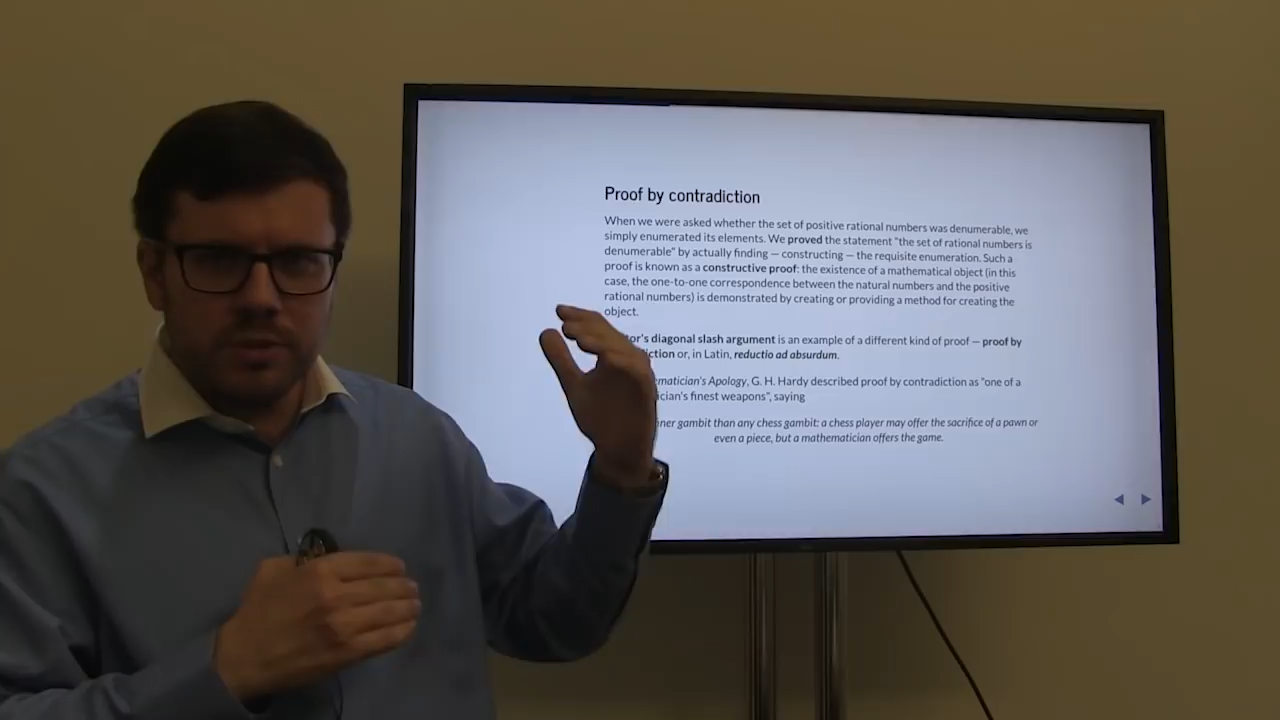 Proof by contradiction
When we were asked whether the set of positive rational numbers was denumerable, we
simply enumerated its elements. We proved the statement "the set of rational numbers is
denumerable" by actually finding — constructing — the requisite enumeration. Such a
proof is known as a constructive proof: the existence of a mathematical object (in this
case, the one-to-one correspondence between the natural numbers and the positive
rational numbers) is demonstrated by creating or providing a method for creating the
object.
or's diagonal slash argument is an example of a different kind of proof — proof by
iction or, in Latin, reductio ad absurdum.
ematician's Apology, G. H. Hardy described proof by contradiction as "one of a
ician's finest weapons", saying
iner gambit than any chess gambit: a chess player may offer the sacrifice of a pawn or
even a piece, but a mathematician offers the game.